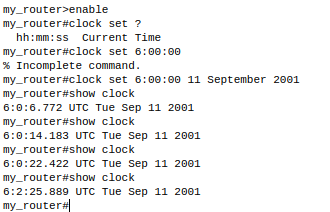 my_router>enable
my_router#clock set ?
  hh:mm:ss  Current Time
my_router#clock set 6:00:00
% Incomplete command.
my_router#clock set 6:00:00 11 September 2001
my_router#show clock
6:0:6.772 UTC Tue Sep 11 2001
my_router#show clock
6:0:14.183 UTC Tue Sep 11 2001
my_router#show clock
6:0:22.422 UTC Tue Sep 11 2001
my_router#show clock
6:2:25.889 UTC Tue Sep 11 2001
my_router#